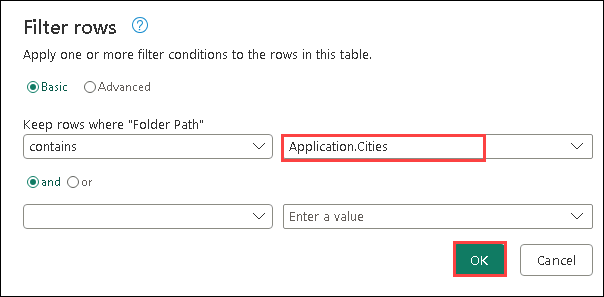 Filter rows ?
Apply one or more filter conditions to the rows in this table.
Basic Advanced
Keep rows where "Folder Path"
contains Application.Cities
and or
Enter a value
OK Cancel